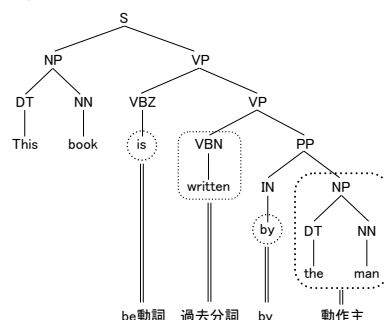 S
NP VP
DT NN VBZ VP
This book is VBN PP
written IN NP
by DT NN
the man
be動詞 過去分詞 by 動作主